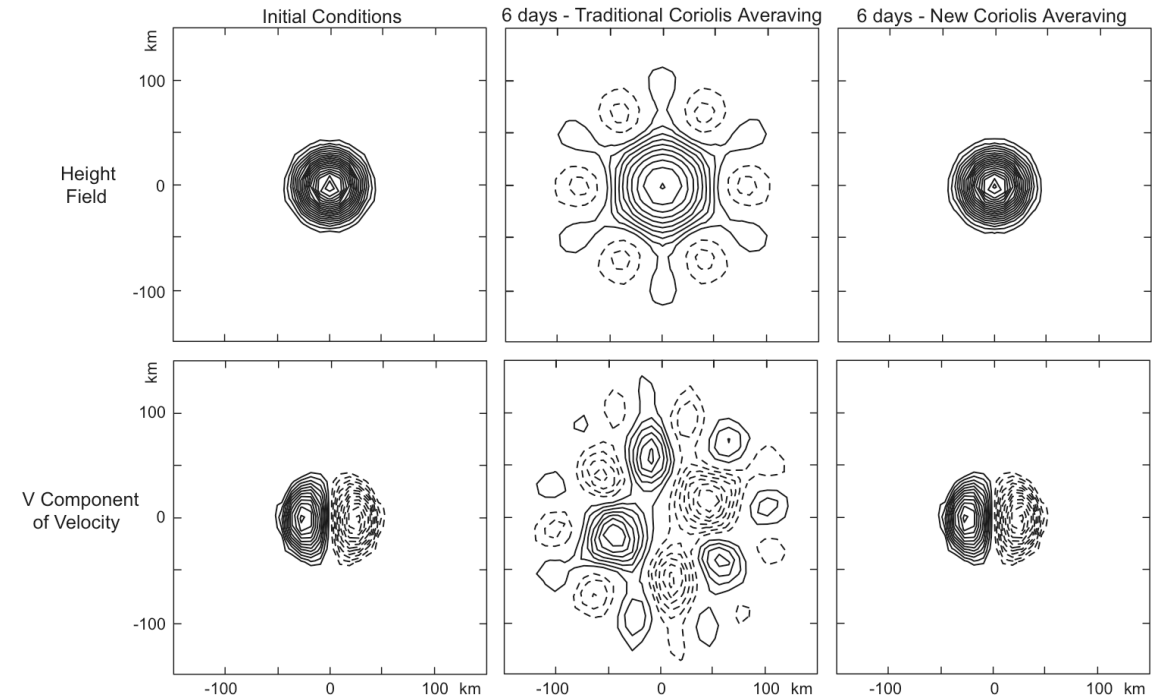 Initial Conditions
6 days - Traditional Coriolis Averaving
6 days - New Coriolis Averaving
km
100
0
-100
Height
Field
km
100
0
-100
V Component
of Velocity
-100 0 100 km
-100 0 100 km
-100 0 100 km